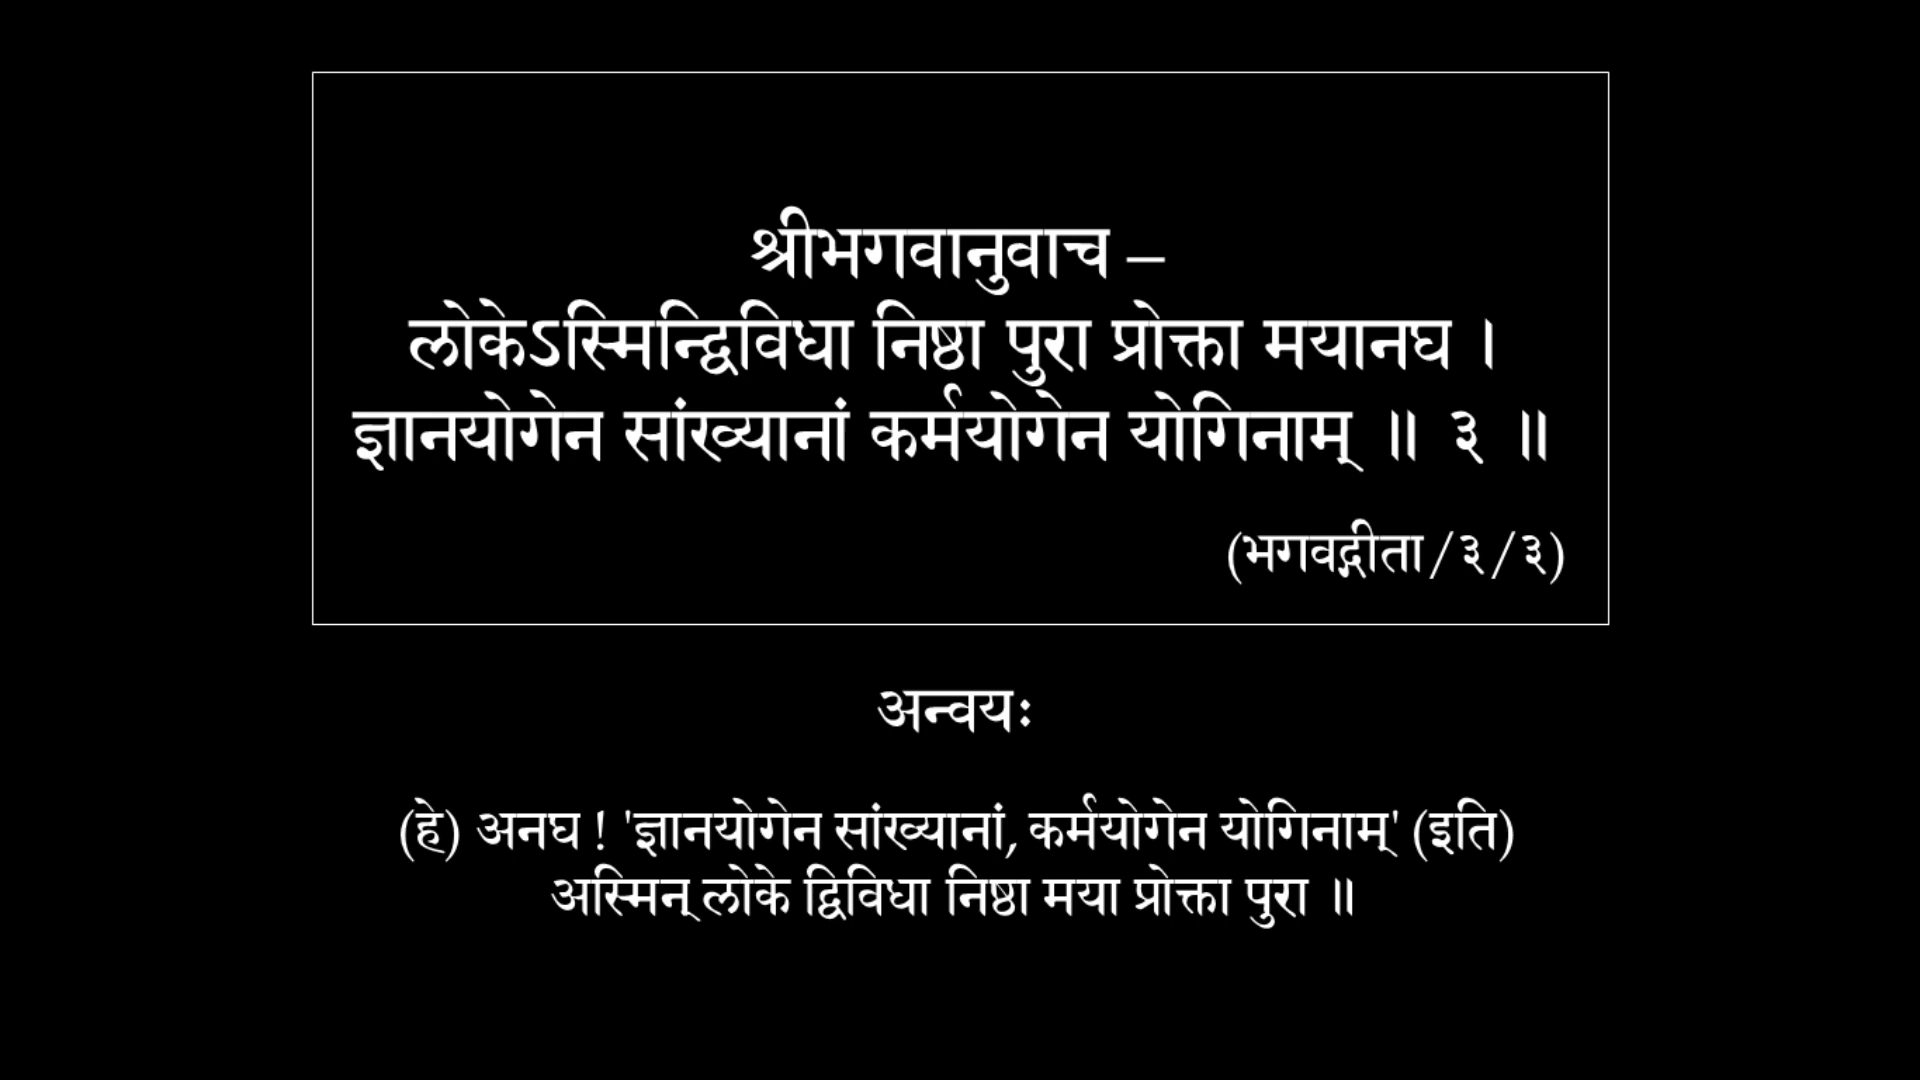 श्रीभगवानुवाच –
लोकेऽस्मिन्द्विविधा निष्ठा पुरा प्रोक्ता मयानघ ।
ज्ञानयोगेन सांख्यानां कर्मयोगेन योगिनाम् ॥ ३ ॥
(भगवद्गीता/३/३)
अन्वयः
(हे) अनघ ! 'ज्ञानयोगेन सांख्यानां, कर्मयोगेन योगिनाम्' (इति)
अस्मिन् लोके द्विविधा निष्ठा मया प्रोक्ता पुरा ॥